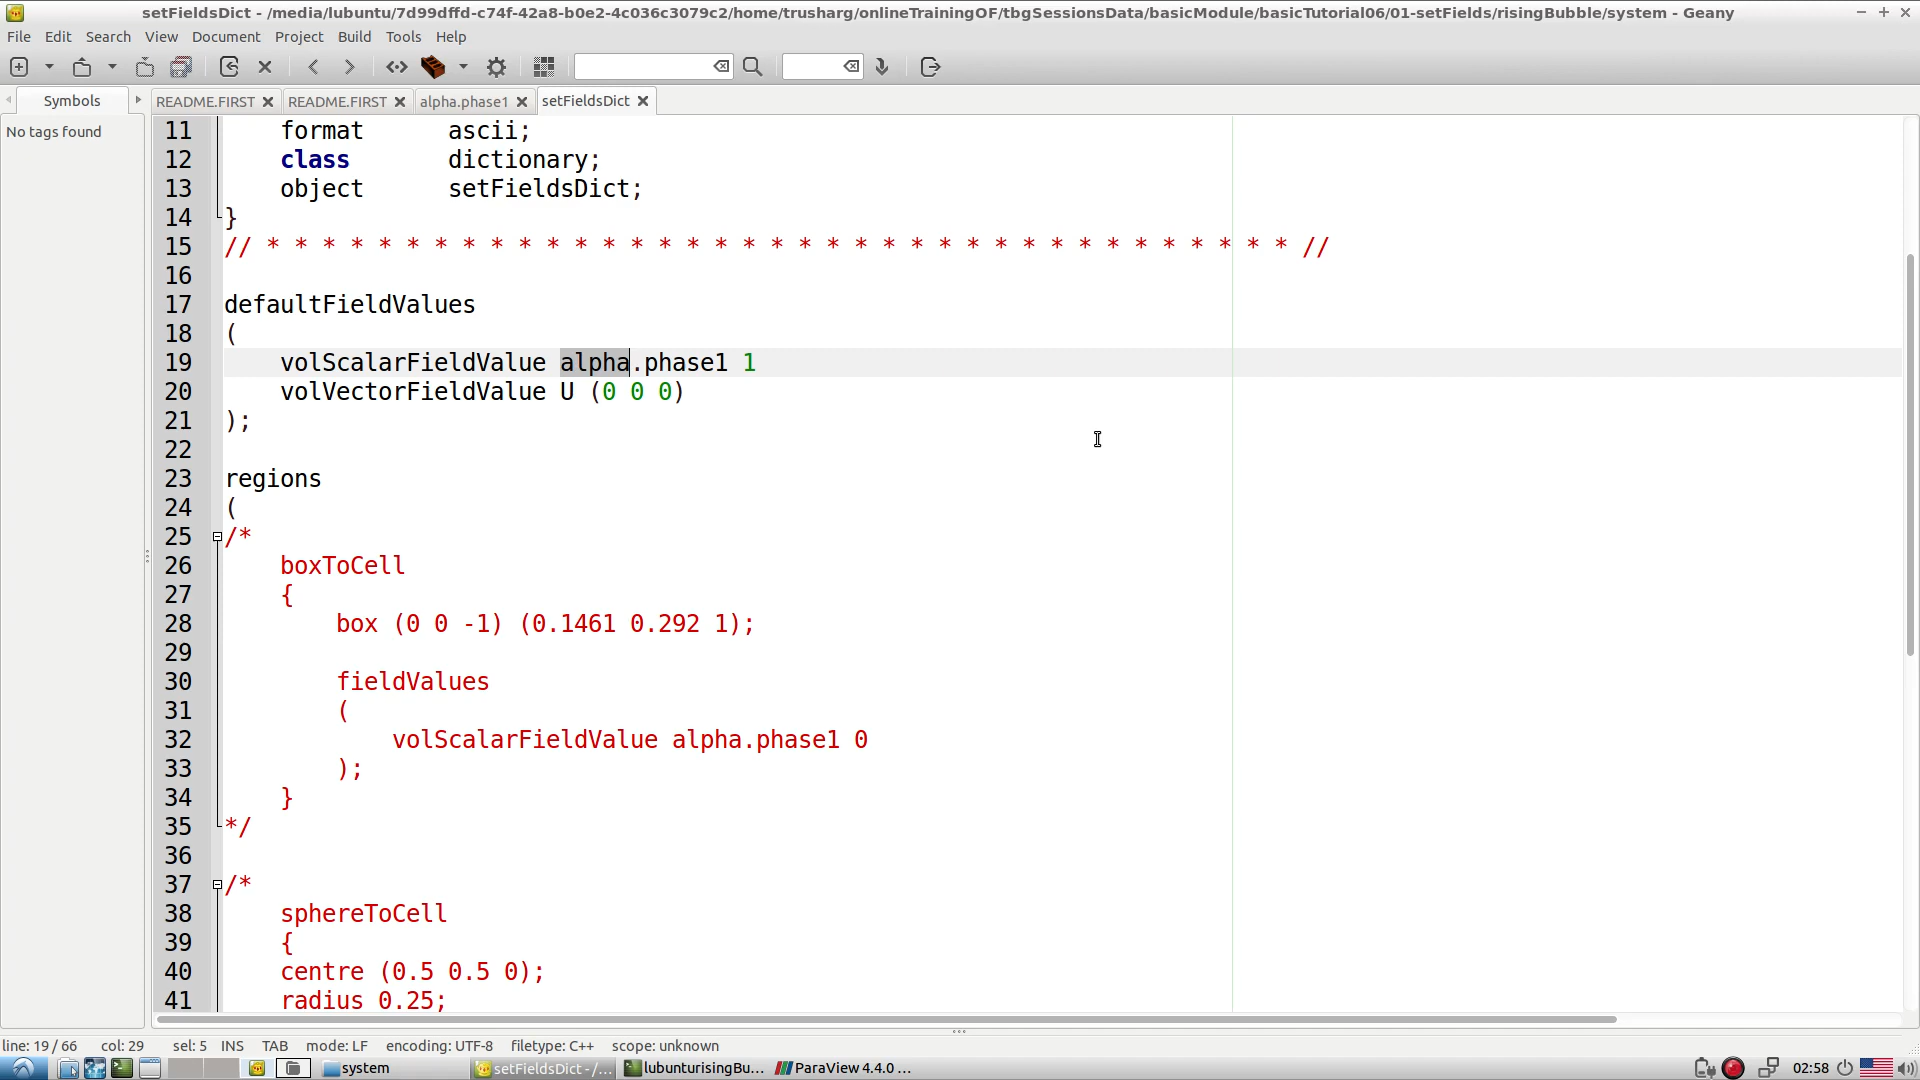 setFieldsDict - /media/lubuntu/7d99dffd-c74f-42a8-b0e2-4c036c3079c2/home/trusharg/onlineTrainingOF/tbgSessionsData/basicModule/basicTutorial06/01-setFields/risingBubble/system - Geany
File Edit Search View Document Project Build Tools Help
Symbols README.FIRST README.FIRST alpha.phase1 setFieldsDict
No tags found
11 format ascii;
12 class dictionary;
13 object setFieldsDict;
14 }
15 // * * * * * * * * * * * * * * * * * * * * * * * * * * * * * * * * * * * * * //
16
17 defaultFieldValues
18 (
19 volScalarFieldValue alpha.phase1 1
20 volVectorFieldValue U (0 0 0)
21 );
22
23 regions
24 (
25 /*
26 boxToCell
27 {
28 box (0 0 -1) (0.1461 0.292 1);
29
30 fieldValues
31 (
32 volScalarFieldValue alpha.phase1 0
33 );
34 }
35 */
36
37 /*
38 sphereToCell
39 {
40 centre (0.5 0.5 0);
41 radius 0.25;
line: 19 / 66 col: 29 sel: 5 INS TAB mode: LF encoding: UTF-8 filetype: C++ scope: unknown
system setFieldsDict - /... lubunturisingBu... ParaView 4.4.0 ... 02:58